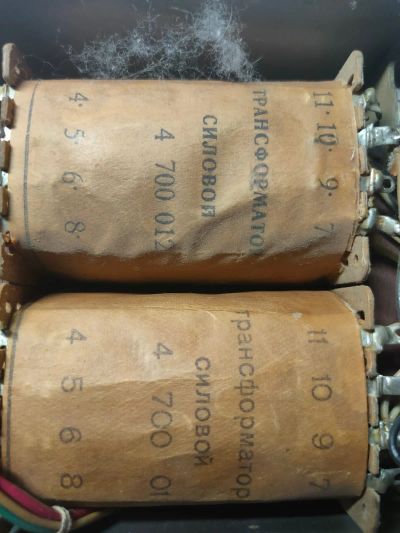 11· 10· 9· 7
ТРАНСФОРМАТО
СИЛОВОЙ
4 700 012
4· 5· 6· 8·
11 10 9 7
трансформатор
силовой
4 700 01
4 5 6 8